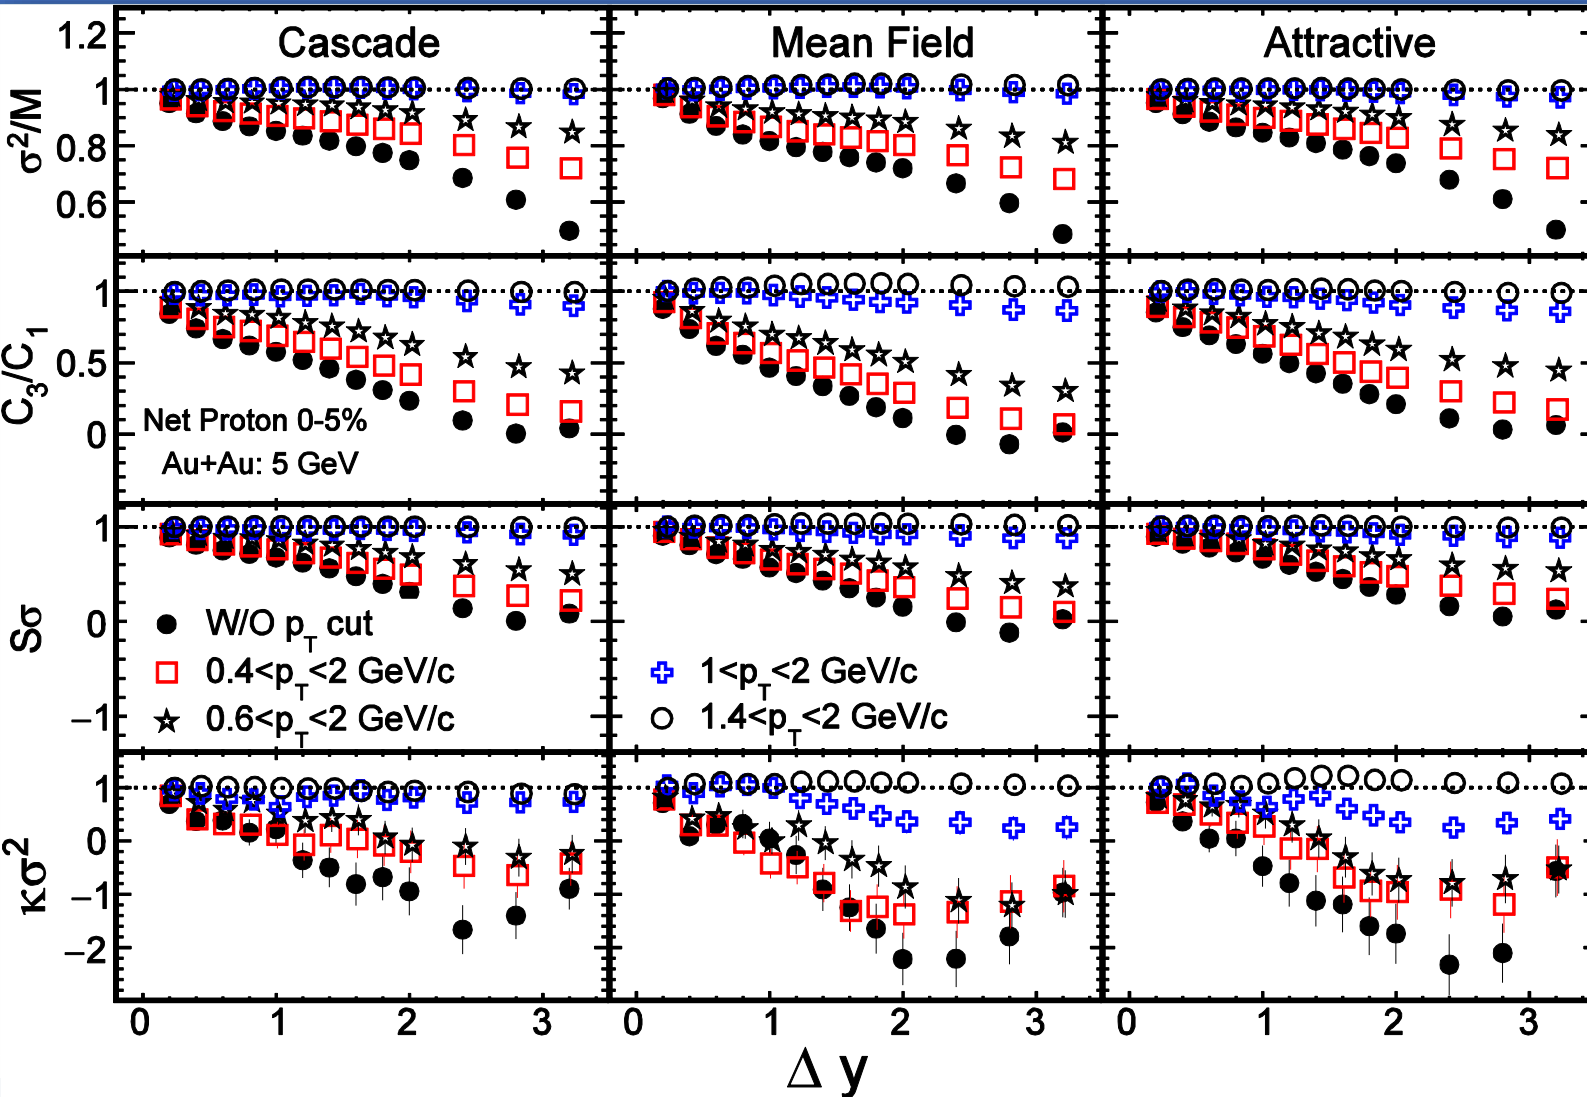 Cascade
Mean Field
Attractive
σ²/M
1.2
1
0.8
0.6
C₃/C₁
1
0.5
0
Net Proton 0-5%
Au+Au: 5 GeV
Sσ
1
0
−1
W/O p_T cut
0.4<p_T<2 GeV/c
0.6<p_T<2 GeV/c
1<p_T<2 GeV/c
1.4<p_T<2 GeV/c
κσ²
1
0
−1
−2
0 1 2 3
0 1 2 3
0 1 2 3
Δ y